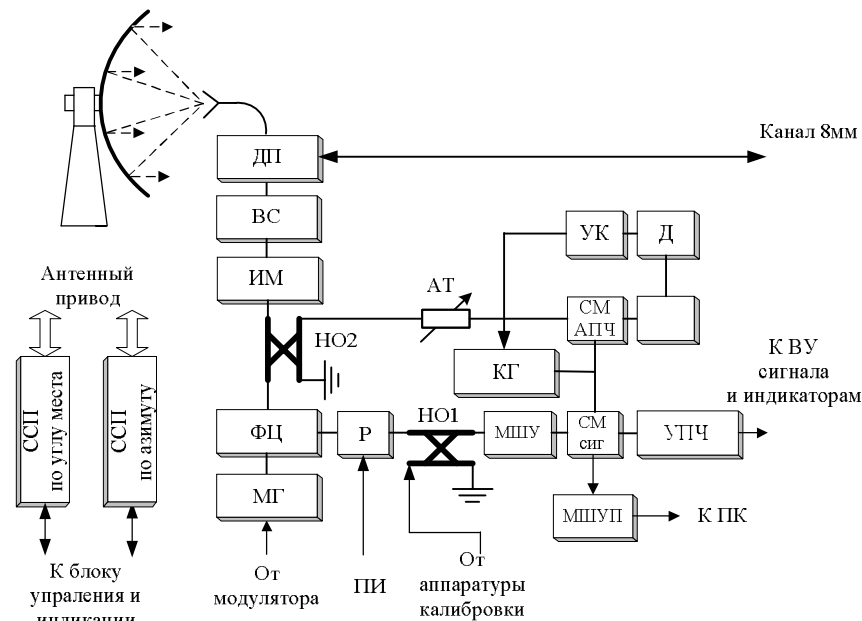 Канал 8мм
ДП
ВС
УК
Д
ИМ
Антенный
привод
АТ
СМ
АПЧ
НО2
КГ
К ВУ
сигнала
и индикаторам
ССП
по углу места
ССП
по азимуту
НО1
ФЦ
Р
МШУ
СМ
сиг
УПЧ
МГ
МШУП
К ПК
От
модулятора
ПИ
От
аппаратуры
калибровки
К блоку
упраления и
индикации